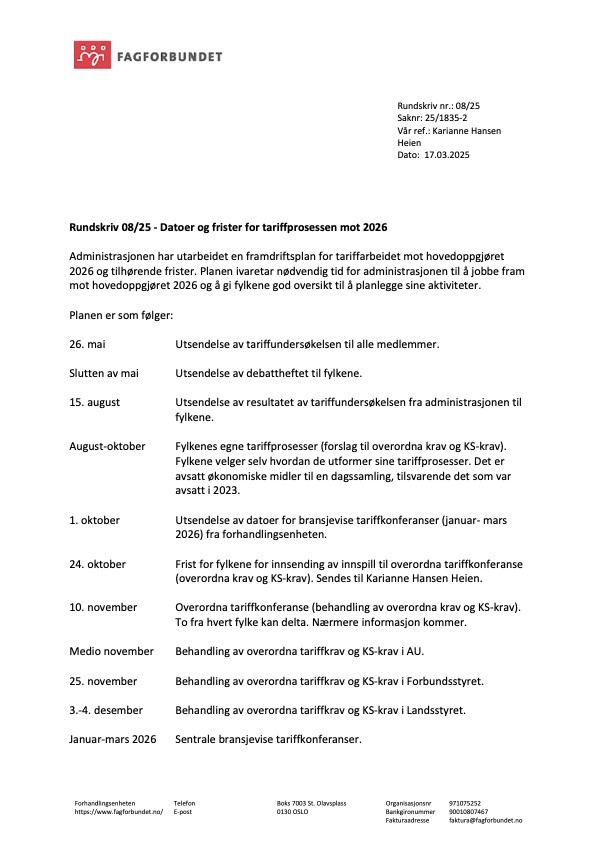 FAGFORBUNDET
Rundskriv nr.: 08/25
Saknr: 25/1835-2
Vår ref.: Karianne Hansen
Heien
Dato: 17.03.2025
Rundskriv 08/25 - Datoer og frister for tariffprosessen mot 2026
Administrasjonen har utarbeidet en framdriftsplan for tariffarbeidet mot hovedoppgjøret
2026 og tilhørende frister. Planen ivaretar nødvendig tid for administrasjonen til å jobbe fram
mot hovedoppgjøret 2026 og å gi fylkene god oversikt til å planlegge sine aktiviteter.
Planen er som følger:
26. mai Utsendelse av tariffundersøkelsen til alle medlemmer.
Slutten av mai Utsendelse av debattheftet til fylkene.
15. august Utsendelse av resultatet av tariffundersøkelsen fra administrasjonen til
fylkene.
August-oktober Fylkenes egne tariffprosesser (forslag til overordna krav og KS-krav).
Fylkene velger selv hvordan de utformer sine tariffprosesser. Det er
avsatt økonomiske midler til en dagssamling, tilsvarende det som var
avsatt i 2023.
1. oktober Utsendelse av datoer for bransjevise tariffkonferanser (januar- mars
2026) fra forhandlingsenheten.
24. oktober Frist for fylkene for innsending av innspill til overordna tariffkonferanse
(overordna krav og KS-krav). Sendes til Karianne Hansen Heien.
10. november Overordna tariffkonferanse (behandling av overordna krav og KS-krav).
To fra hvert fylke kan delta. Nærmere informasjon kommer.
Medio november Behandling av overordna tariffkrav og KS-krav i AU.
25. november Behandling av overordna tariffkrav og KS-krav i Forbundsstyret.
3.-4. desember Behandling av overordna tariffkrav og KS-krav i Landsstyret.
Januar-mars 2026 Sentrale bransjevise tariffkonferanser.
Forhandlingsenheten Telefon Boks 7003 St. Olavsplass Organisasjonsnr 971075252
https://www.fagforbundet.no/ E-post 0130 OSLO Bankgironummer 90010807467
Fakturaadresse faktura@fagforbundet.no